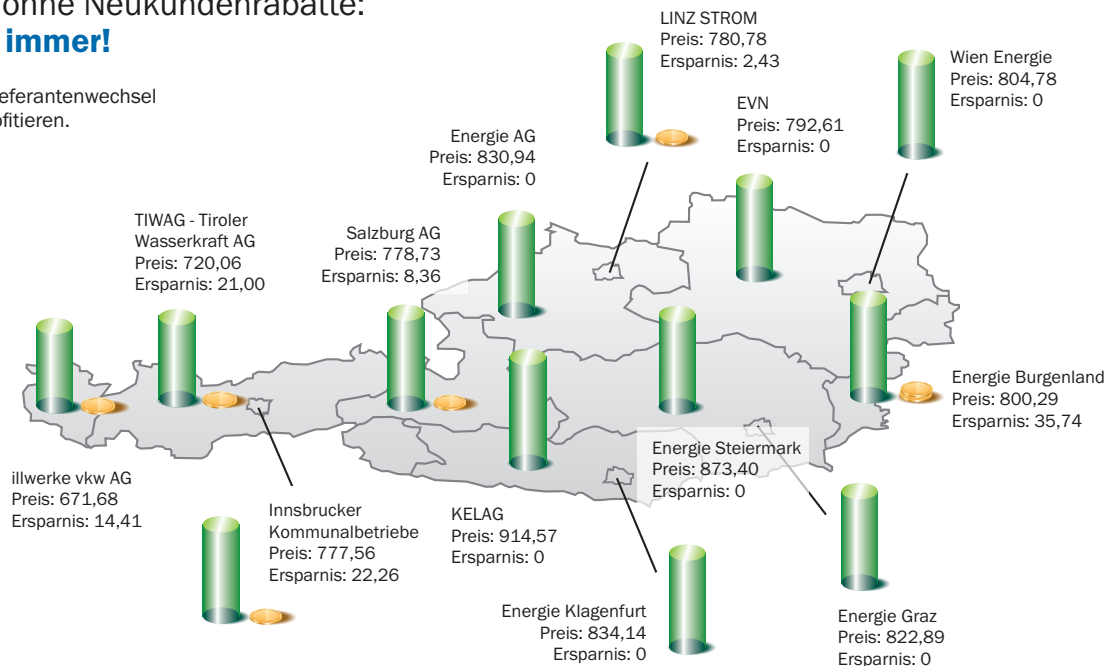 ohne Neukundenrabatte:
immer!
eferantenwechsel
ofitieren.
LINZ STROM
Preis: 780,78
Ersparnis: 2,43
Wien Energie
Preis: 804,78
Ersparnis: 0
EVN
Preis: 792,61
Ersparnis: 0
Energie AG
Preis: 830,94
Ersparnis: 0
TIWAG - Tiroler
Wasserkraft AG
Preis: 720,06
Ersparnis: 21,00
Salzburg AG
Preis: 778,73
Ersparnis: 8,36
Energie Burgenland
Preis: 800,29
Ersparnis: 35,74
Energie Steiermark
Preis: 873,40
Ersparnis: 0
illwerke vkw AG
Preis: 671,68
Ersparnis: 14,41
Innsbrucker
Kommunalbetriebe
Preis: 777,56
Ersparnis: 22,26
KELAG
Preis: 914,57
Ersparnis: 0
Energie Klagenfurt
Preis: 834,14
Ersparnis: 0
Energie Graz
Preis: 822,89
Ersparnis: 0